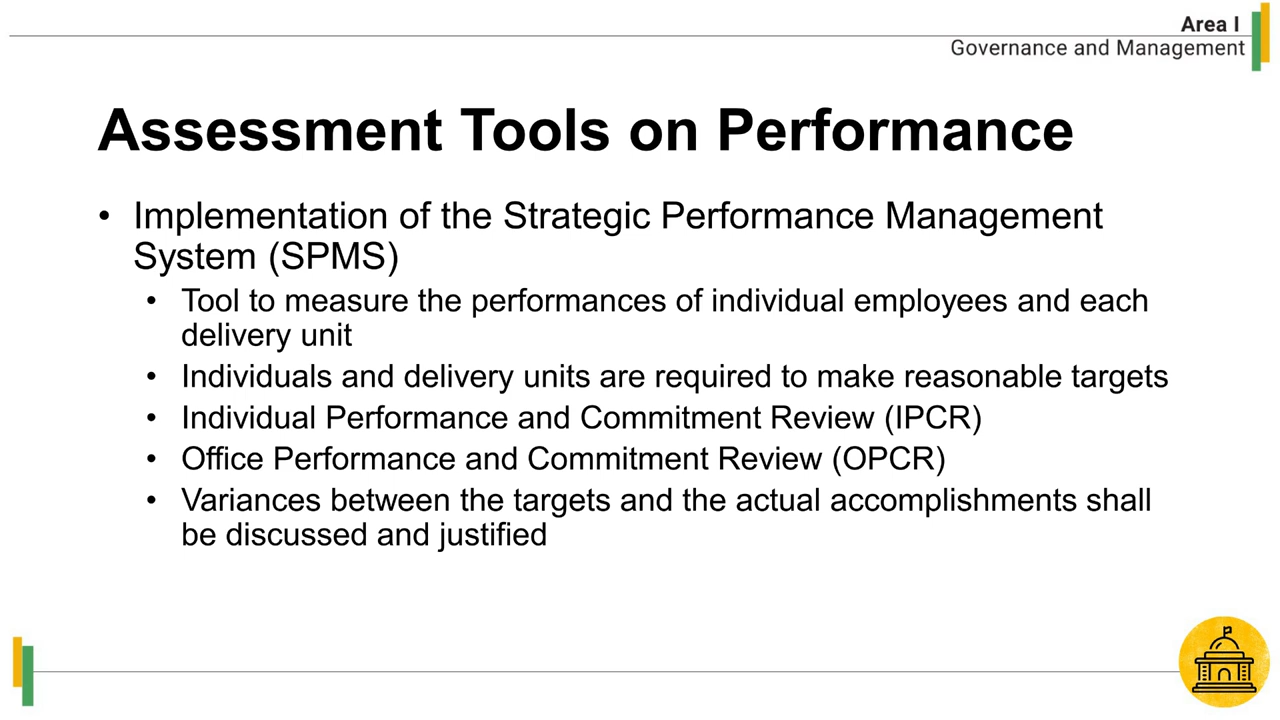 Area I
Governance and Management
Assessment Tools on Performance
• Implementation of the Strategic Performance Management
System (SPMS)
• Tool to measure the performances of individual employees and each
delivery unit
• Individuals and delivery units are required to make reasonable targets
• Individual Performance and Commitment Review (IPCR)
• Office Performance and Commitment Review (OPCR)
• Variances between the targets and the actual accomplishments shall
be discussed and justified